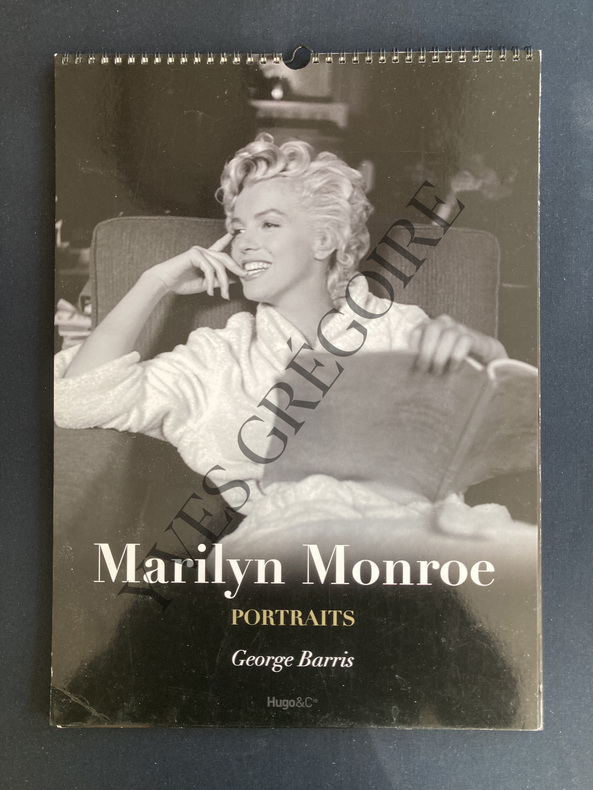 YVES GRÉGOIRE
Marilyn Monroe
PORTRAITS
George Barris
Hugo&Cie